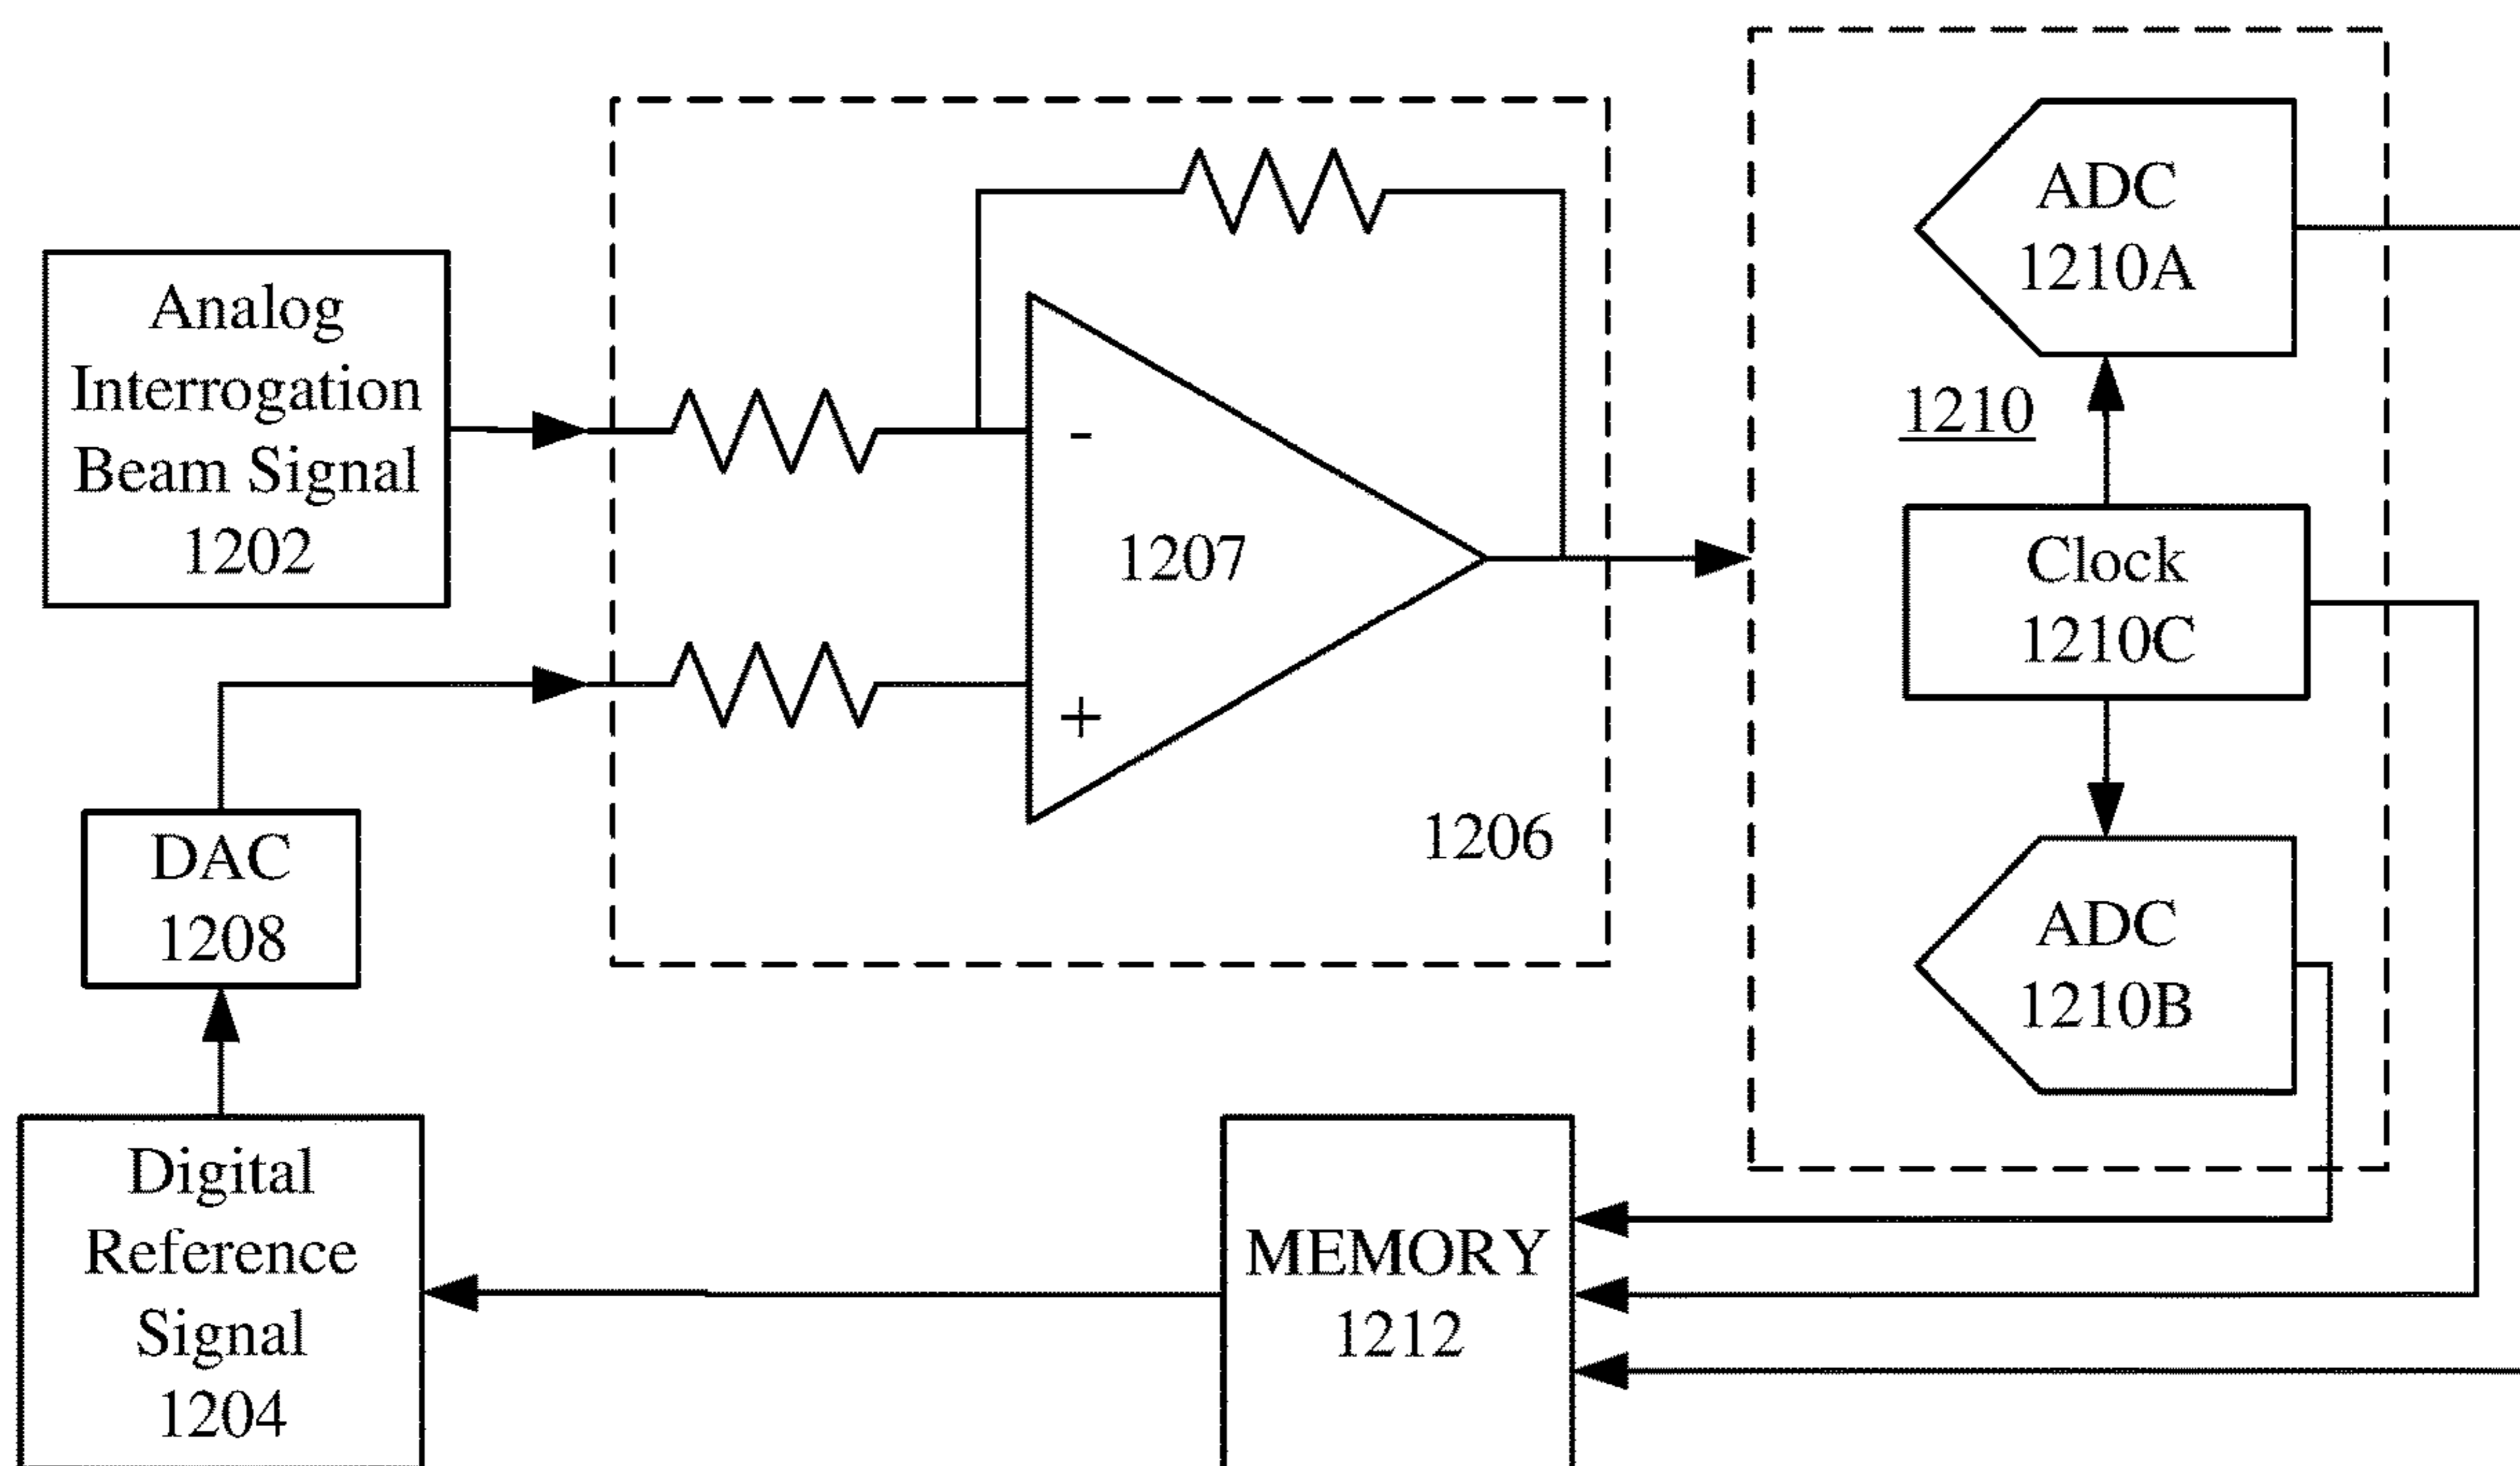 Analog
Interrogation
Beam Signal
1202
DAC
1208
Digital
Reference
Signal
1204
-
1207
+
1206
ADC
1210A
1210
Clock
1210C
ADC
1210B
MEMORY
1212